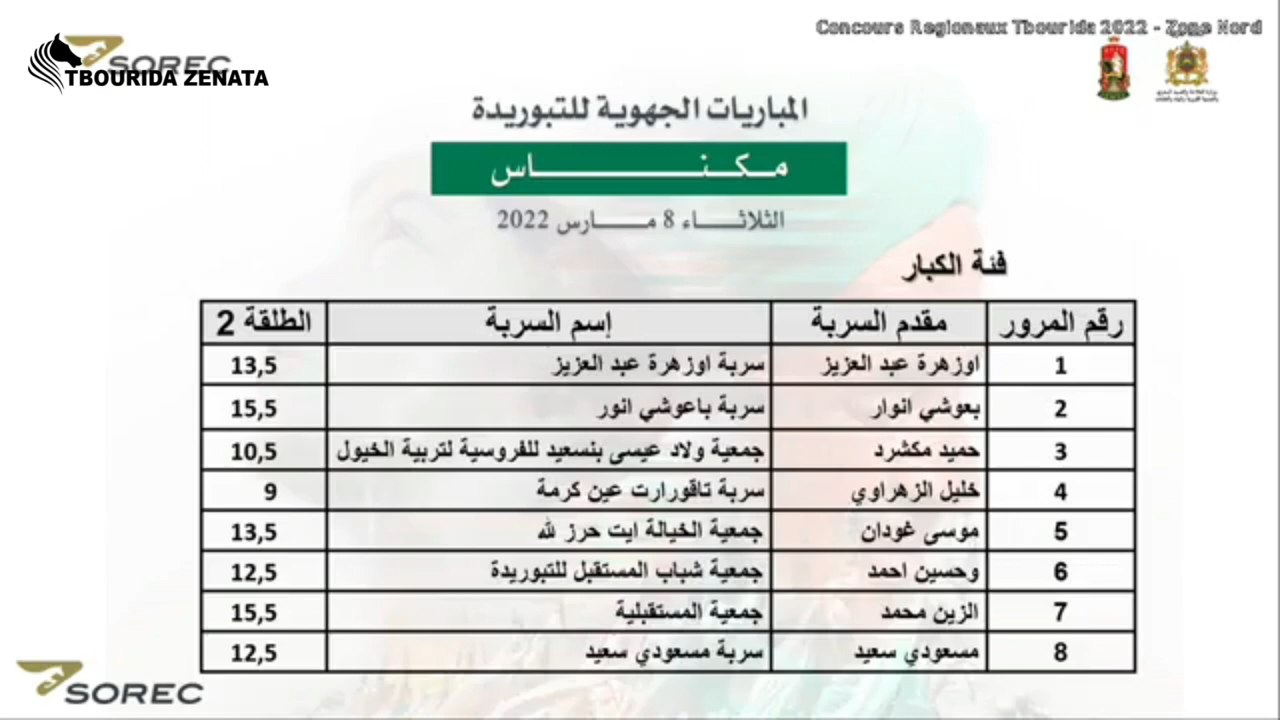 Concours Regionaux Tbourida 2022 - Zone Nord
SOREC
TBOURIDA ZENATA
المباريات الجهوية للتبوريدة
مكنـــــــــاس
الثلاثـــاء 8 مـــارس 2022
فئة الكبار
رقم المرور مقدم السربة إسم السربة الطلقة 2
1 اوزهرة عبد العزيز سربة اوزهرة عبد العزيز 13,5
2 بعوشي انوار سربة باعوشي انور 15,5
3 حميد مكشرد جمعية ولاد عيسى بنسعيد للفروسية لتربية الخيول 10,5
4 خليل الزهراوي سربة تاقورارت عين كرمة 9
5 موسى غودان جمعية الخيالة ايت حرز لله 13,5
6 وحسين احمد جمعية شباب المستقبل للتبوريدة 12,5
7 الزين محمد جمعية المستقبلية 15,5
8 مسعودي سعيد سربة مسعودي سعيد 12,5
SOREC